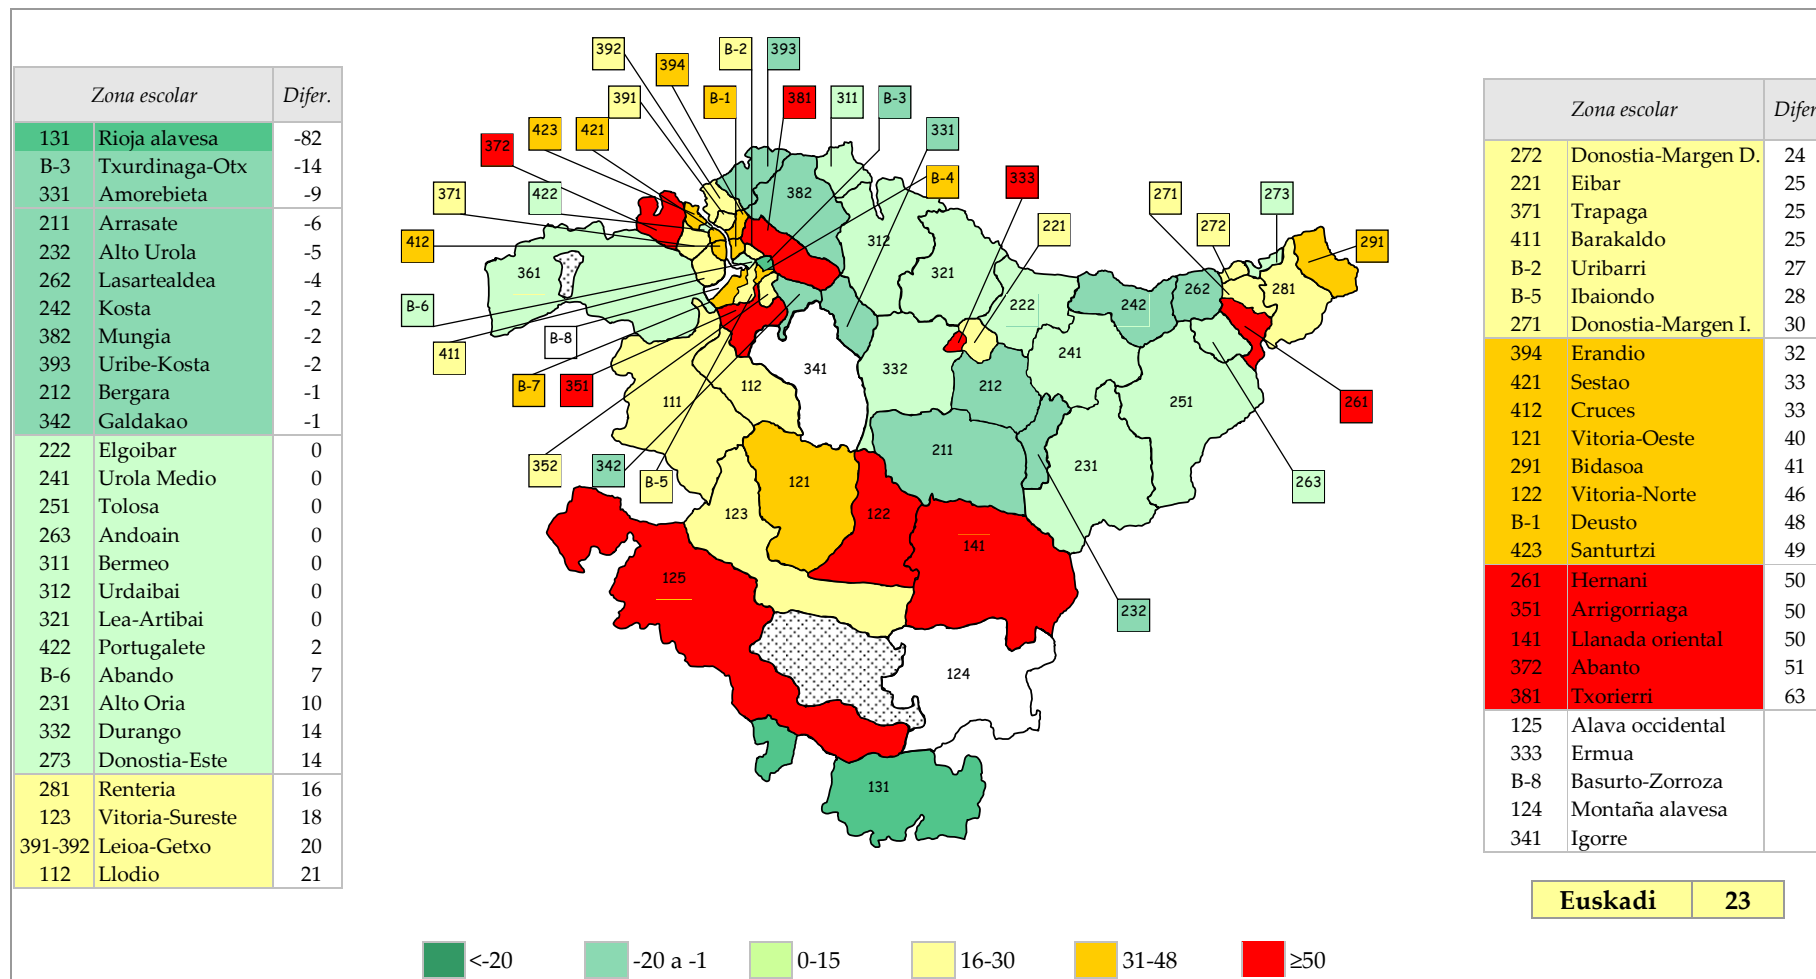 Zona escolar Difer.
131 Rioja alavesa -82
B-3 Txurdinaga-Otx -14
331 Amorebieta -9
211 Arrasate -6
232 Alto Urola -5
262 Lasartealdea -4
242 Kosta -2
382 Mungia -2
393 Uribe-Kosta -2
212 Bergara -1
342 Galdakao -1
222 Elgoibar 0
241 Urola Medio 0
251 Tolosa 0
263 Andoain 0
311 Bermeo 0
312 Urdaibai 0
321 Lea-Artibai 0
422 Portugalete 2
B-6 Abando 7
231 Alto Oria 10
332 Durango 14
273 Donostia-Este 14
281 Renteria 16
123 Vitoria-Sureste 18
391-392 Leioa-Getxo 20
112 Llodio 21
392
394
B-2
393
391
B-1
381
311
B-3
423
421
331
372
371
422
B-4
333
271
273
382
221
272
291
412
312
361
321
262
281
B-6
222
242
B-8
411
341
241
332
112
212
B-7
351
111
251
261
352
342
B-5
211
231
263
121
123
122
141
125
232
124
131
Zona escolar Difer
272 Donostia-Margen D. 24
221 Eibar 25
371 Trapaga 25
411 Barakaldo 25
B-2 Uribarri 27
B-5 Ibaiondo 28
271 Donostia-Margen I. 30
394 Erandio 32
421 Sestao 33
412 Cruces 33
121 Vitoria-Oeste 40
291 Bidasoa 41
122 Vitoria-Norte 46
B-1 Deusto 48
423 Santurtzi 49
261 Hernani 50
351 Arrigorriaga 50
141 Llanada oriental 50
372 Abanto 51
381 Txorierri 63
125 Alava occidental
333 Ermua
B-8 Basurto-Zorroza
124 Montaña alavesa
341 Igorre
Euskadi 23
<-20 -20 a -1 0-15 16-30 31-48 ≥50